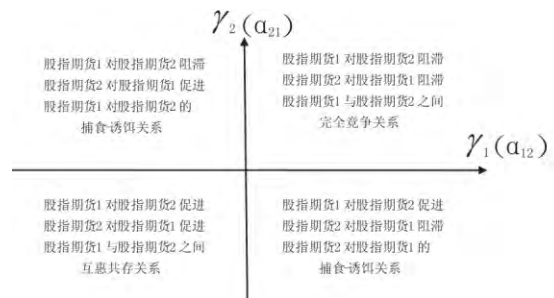 γ₂(α₂₁)
股指期货1 对股指期货2 阻滞
股指期货2 对股指期货1 促进
股指期货1 对股指期货2 的
捕食-诱饵关系
股指期货1 对股指期货2 阻滞
股指期货2 对股指期货1 阻滞
股指期货1 与股指期货2 之间
完全竞争关系
γ₁(α₁₂)
股指期货1 对股指期货2 促进
股指期货2 对股指期货1 促进
股指期货1 与股指期货2 之间
互惠共存关系
股指期货1 对股指期货2 促进
股指期货2 对股指期货1 阻滞
股指期货2 对股指期货1 的
捕食-诱饵关系